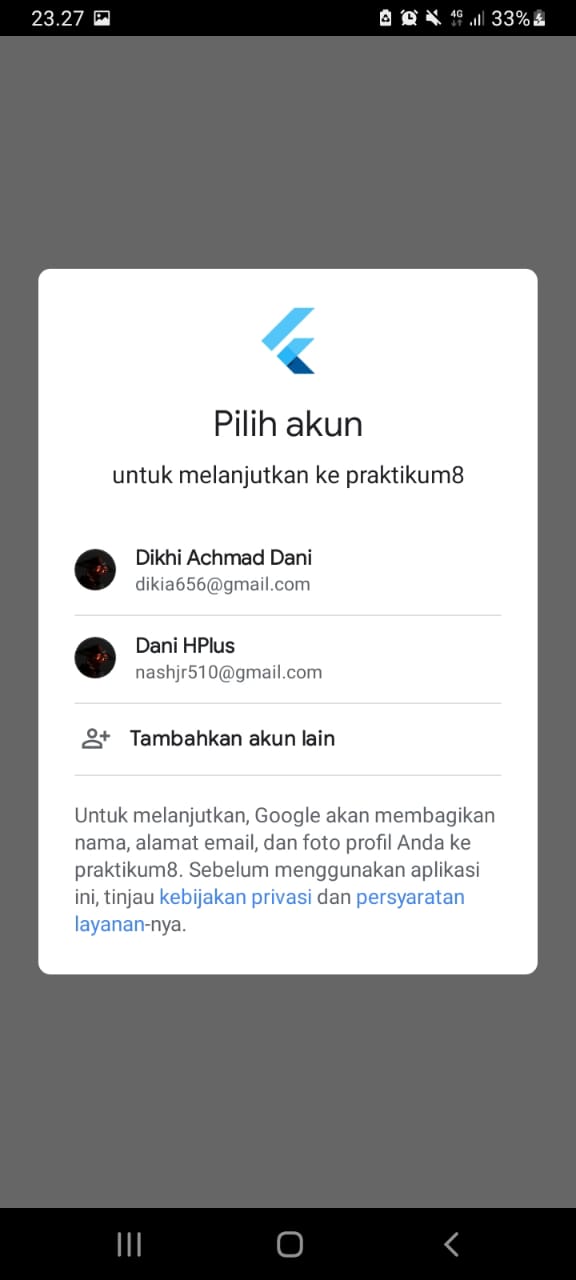 23.27
4G
33%
Pilih akun
untuk melanjutkan ke praktikum8
Dikhi Achmad Dani
dikia656@gmail.com
Dani HPlus
nashjr510@gmail.com
Tambahkan akun lain
Untuk melanjutkan, Google akan membagikan
nama, alamat email, dan foto profil Anda ke
praktikum8. Sebelum menggunakan aplikasi
ini, tinjau kebijakan privasi dan persyaratan
layanan-nya.